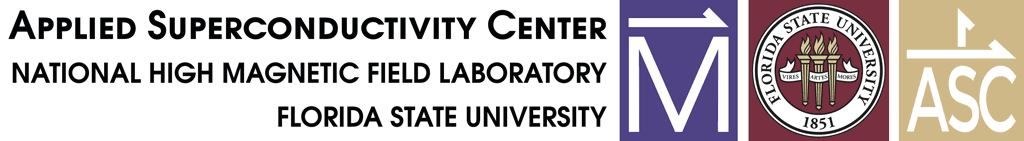 Applied Superconductivity Center
NATIONAL HIGH MAGNETIC FIELD LABORATORY
FLORIDA STATE UNIVERSITY
M
FLORIDA STATE UNIVERSITY
VIRES ARTES MORES
1851
1
ASC